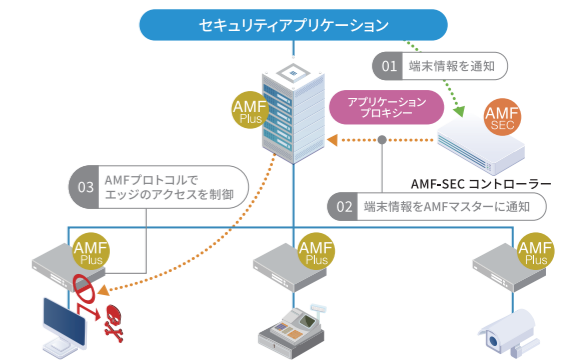 セキュリティアプリケーション
01 端末情報を通知
AMF
Plus
アプリケーション
プロキシー
AMF
SEC
AMF-SEC コントローラー
03 AMFプロトコルで
エッジのアクセスを制御
02 端末情報をAMFマスターに通知
AMF
Plus
AMF
Plus
AMF
Plus